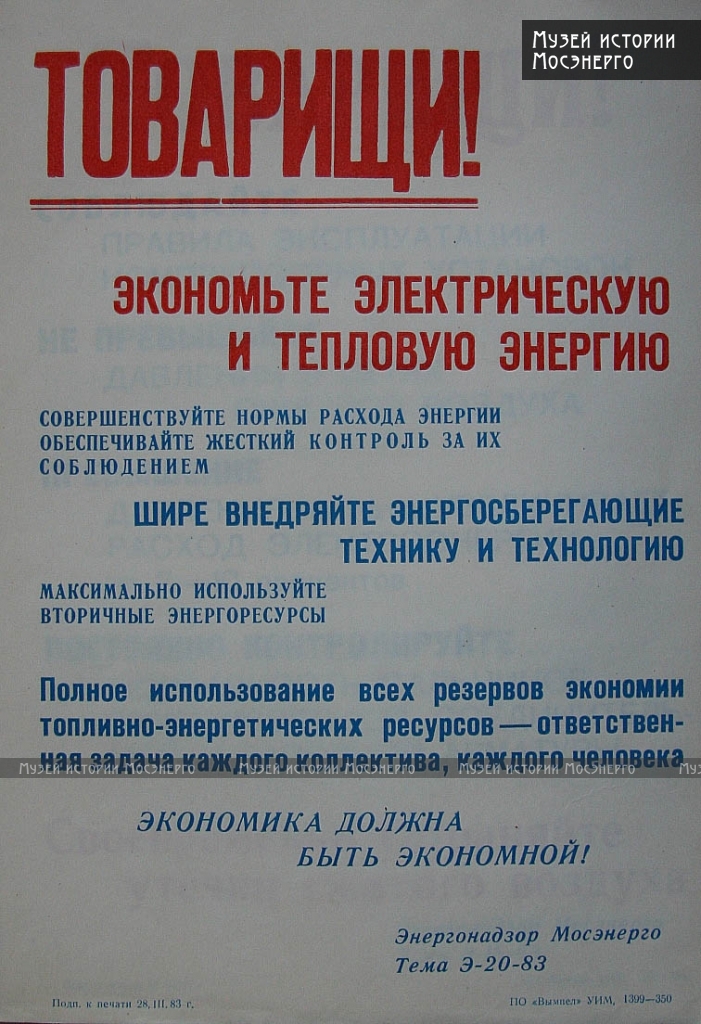 Музей истории
Мосэнерго
ТОВАРИЩИ!
ЭКОНОМЬТЕ ЭЛЕКТРИЧЕСКУЮ
И ТЕПЛОВУЮ ЭНЕРГИЮ
СОВЕРШЕНСТВУЙТЕ НОРМЫ РАСХОДА ЭНЕРГИИ
ОБЕСПЕЧИВАЙТЕ ЖЕСТКИЙ КОНТРОЛЬ ЗА ИХ
СОБЛЮДЕНИЕМ
ШИРЕ ВНЕДРЯЙТЕ ЭНЕРГОСБЕРЕГАЮЩИЕ
ТЕХНИКУ И ТЕХНОЛОГИЮ
МАКСИМАЛЬНО ИСПОЛЬЗУЙТЕ
ВТОРИЧНЫЕ ЭНЕРГОРЕСУРСЫ
Полное использование всех резервов экономии
топливно-энергетических ресурсов — ответствен-
ная задача каждого коллектива, каждого человека
Музей истории Мосэнерго Музей истории Мосэнерго Музей истории Мосэнерго
ЭКОНОМИКА ДОЛЖНА
БЫТЬ ЭКОНОМНОЙ!
Энергонадзор Мосэнерго
Тема Э-20-83
Подп. к печати 28.III.83 г.
ПО «Вымпел» УИМ, 1399—350